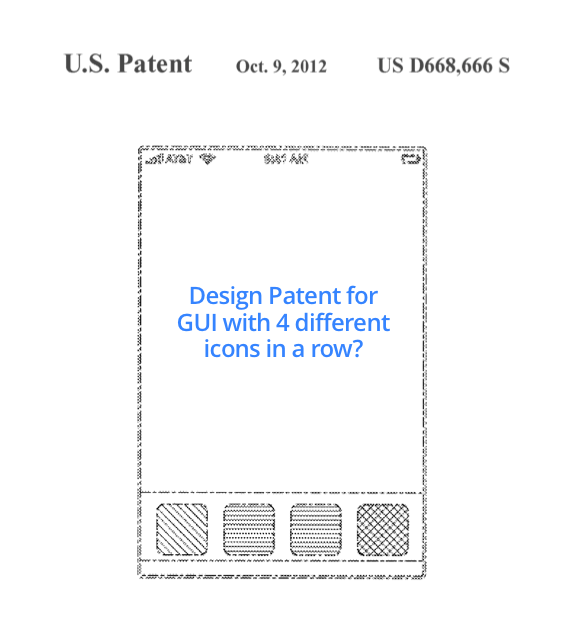 U.S. Patent Oct. 9, 2012 US D668,666 S
AT&T 9:41 AM
Design Patent for
GUI with 4 different
icons in a row?